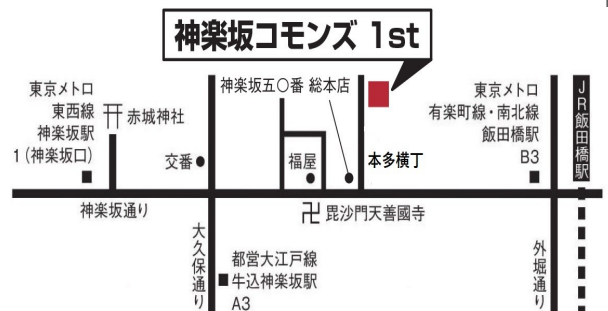 神楽坂コモンズ 1st
東京メトロ
東西線
神楽坂駅
1(神楽坂口)
赤城神社
交番
神楽坂五〇番 総本店
福屋
本多横丁
東京メトロ
有楽町線・南北線
飯田橋駅
B3
JR飯田橋駅
神楽坂通り
卍 毘沙門天善國寺
大久保通り
都営大江戸線
牛込神楽坂駅
A3
外堀通り